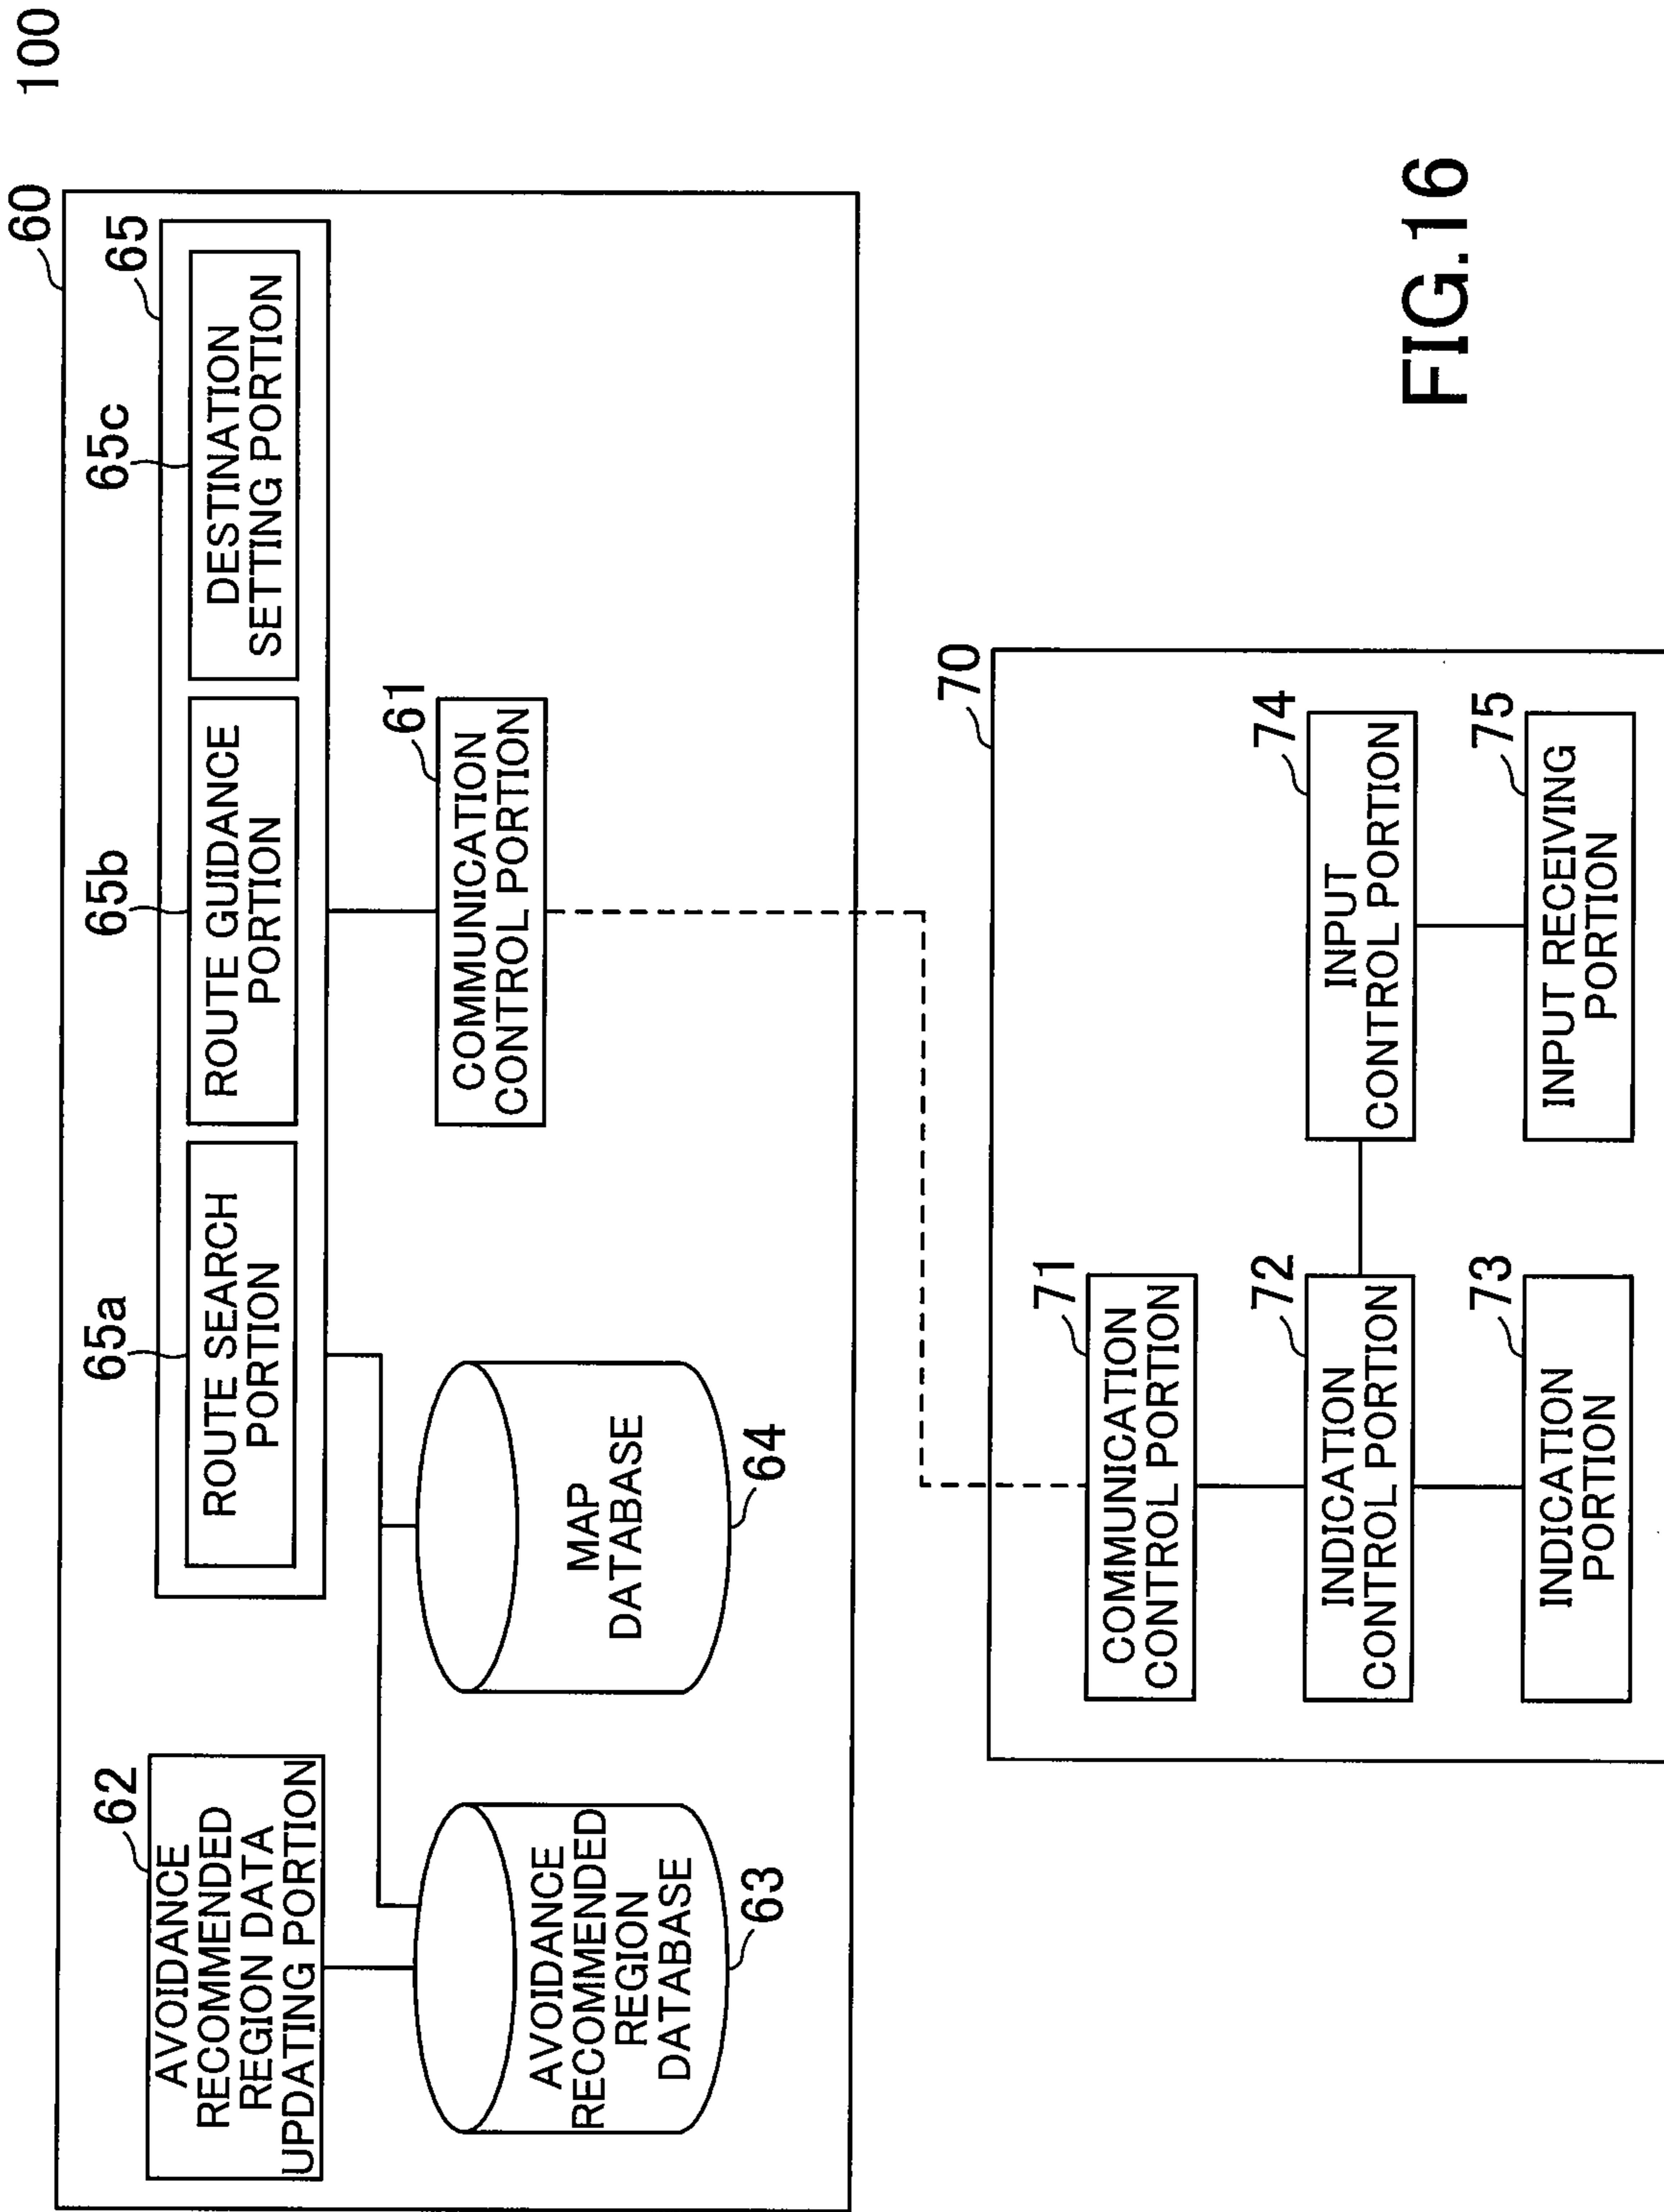 100
60
62
AVOIDANCE
RECOMMENDED
REGION DATA
UPDATING PORTION
65a
65b
65c
65
ROUTE SEARCH
PORTION
ROUTE GUIDANCE
PORTION
DESTINATION
SETTING PORTION
AVOIDANCE
RECOMMENDED
REGION
DATABASE
63
MAP
DATABASE
64
61
COMMUNICATION
CONTROL PORTION
70
71
COMMUNICATION
CONTROL PORTION
72
INDICATION
CONTROL PORTION
74
INPUT
CONTROL PORTION
73
INDICATION
PORTION
75
INPUT RECEIVING
PORTION
FIG.16